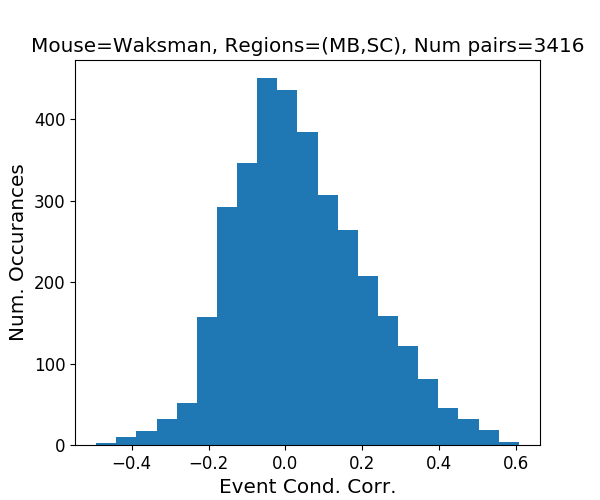 Mouse=Waksman, Regions=(MB,SC), Num pairs=3416
Num. Occurances
400
300
200
100
0
−0.4 −0.2 0.0 0.2 0.4 0.6
Event Cond. Corr.